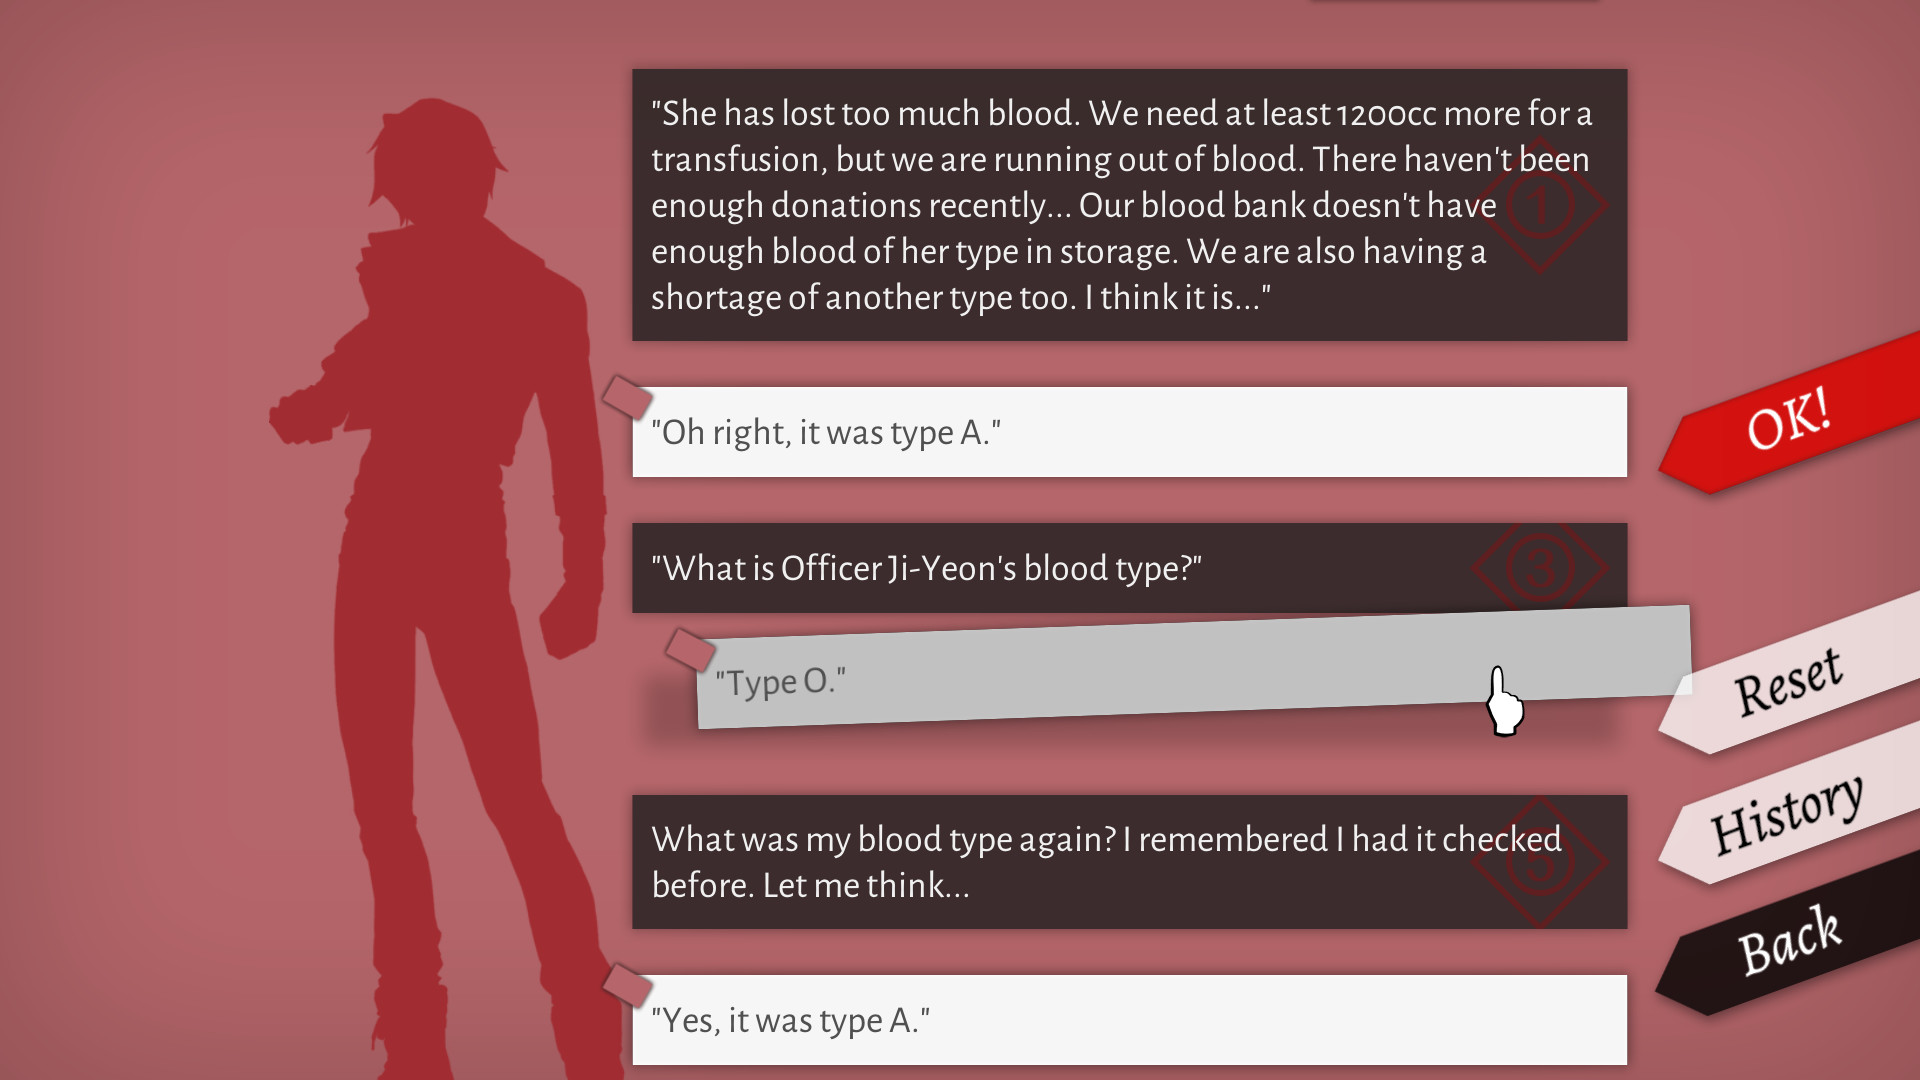 "She has lost too much blood. We need at least 1200cc more for a
transfusion, but we are running out of blood. There haven't been
enough donations recently... Our blood bank doesn't have
enough blood of her type in storage. We are also having a
shortage of another type too. I think it is..."
1
"Oh right, it was type A."
OK!
"What is Officer Ji-Yeon's blood type?"
3
"Type O."
Reset
What was my blood type again? I remembered I had it checked
before. Let me think...
5
History
Back
"Yes, it was type A."